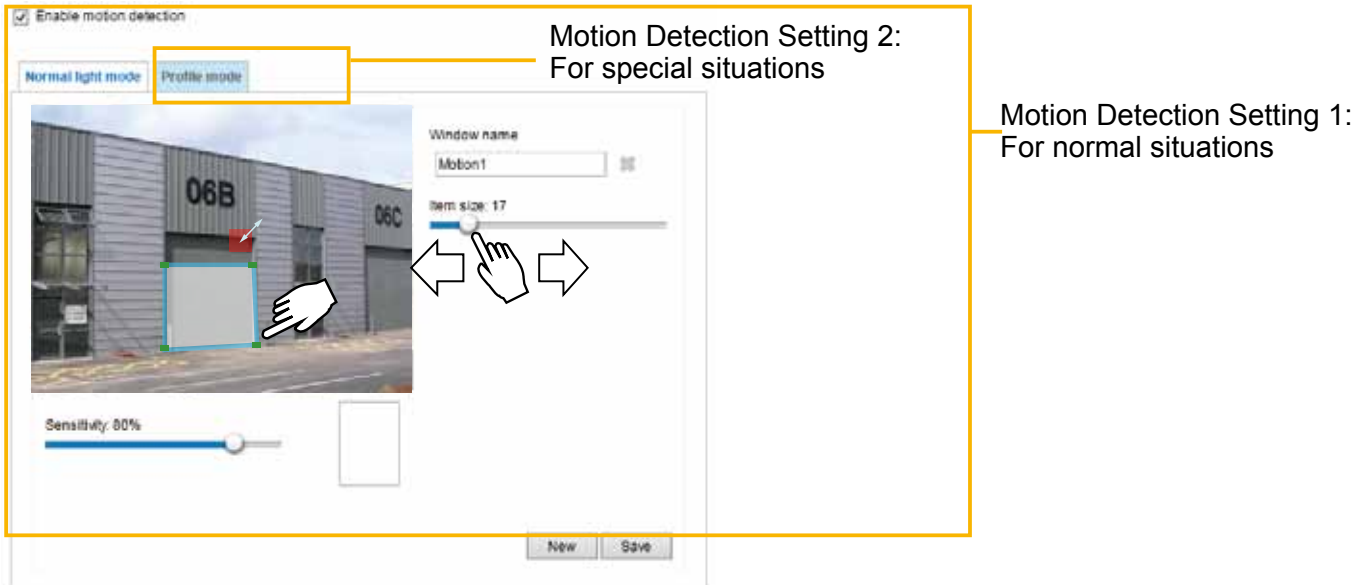 Enable motion detection
Motion Detection Setting 2:
For special situations
Normal light mode
Profile mode
Motion Detection Setting 1:
For normal situations
Window name
Motion1
Item size: 17
06B
06C
Sensitivity: 80%
New
Save